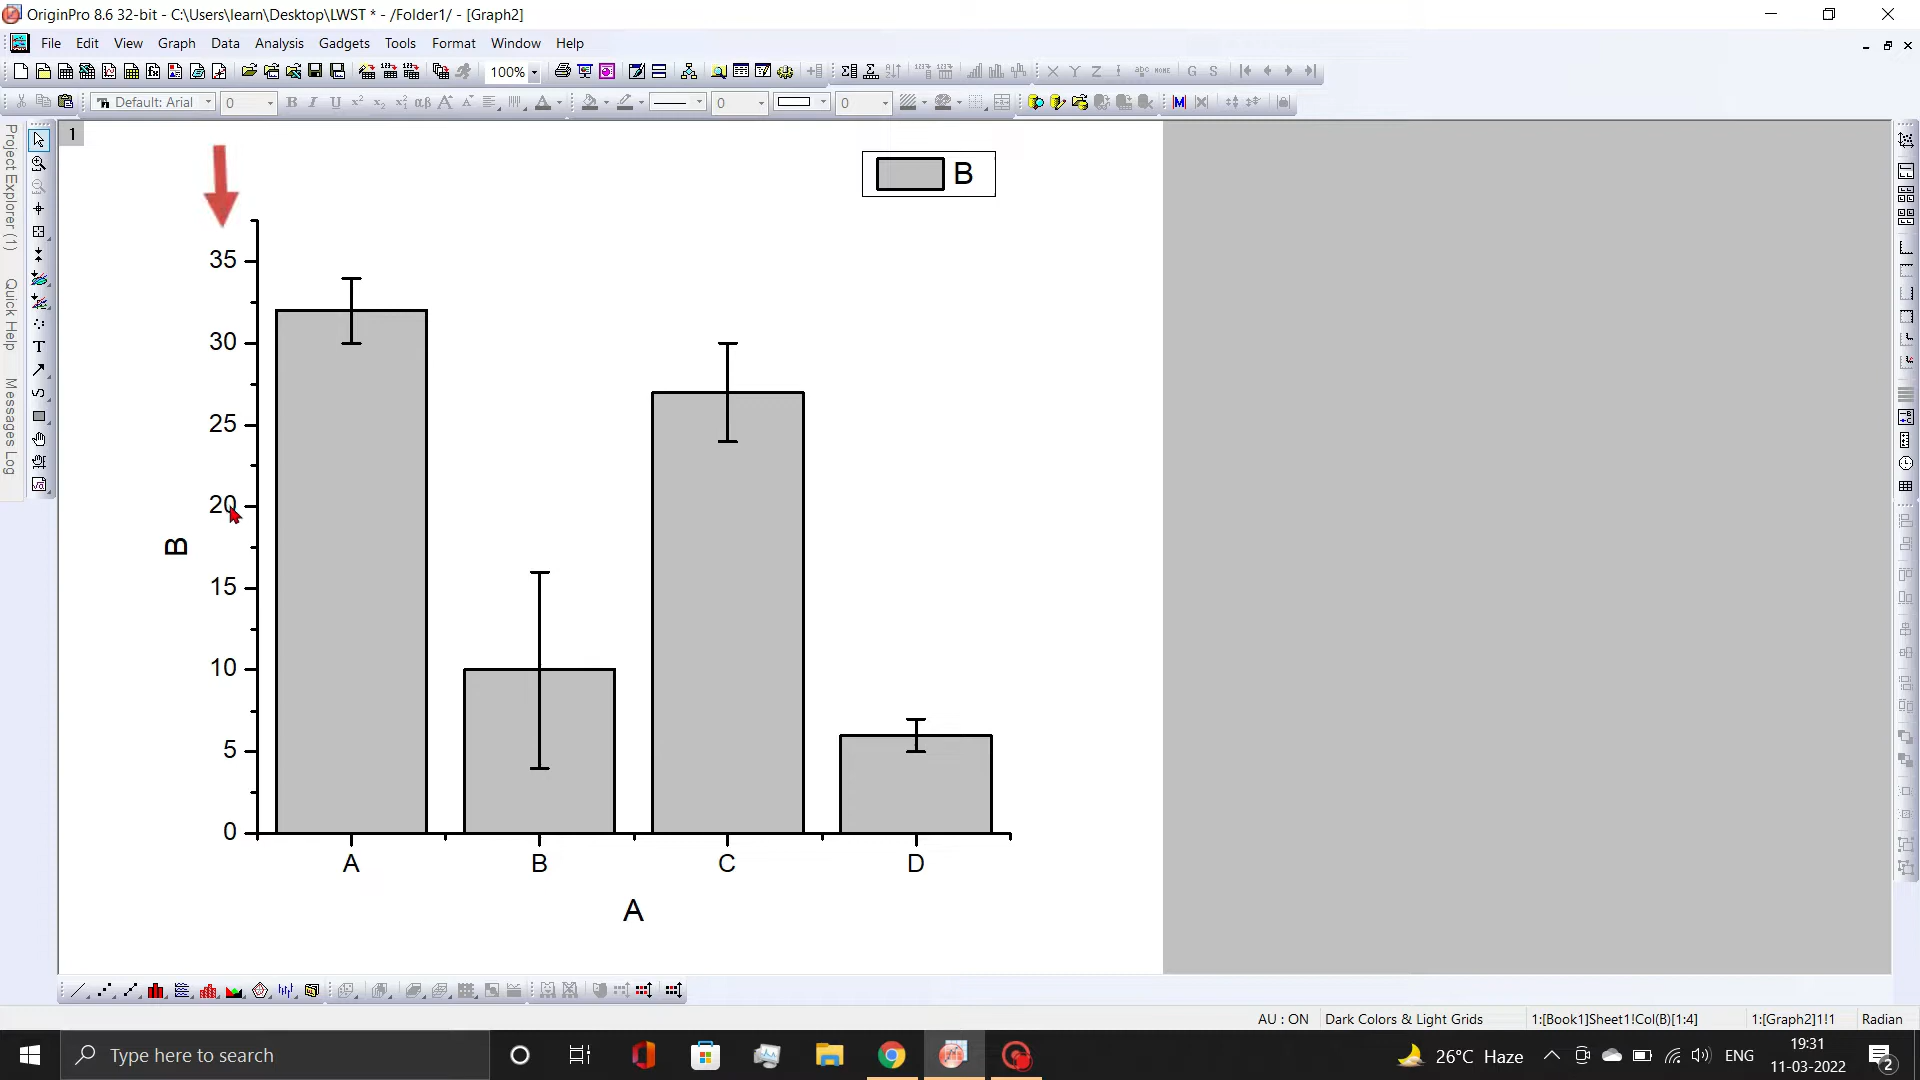 OriginPro 8.6 32-bit - C:\Users\learn\Desktop\LWST * - /Folder1/ - [Graph2]
File Edit View Graph Data Analysis Gadgets Tools Format Window Help
100%
Default: Arial 0 B I U 0 0
Project Explorer (1)
Quick Help
Messages Log
1
B
35
30
25
20
15
10
5
0
B
A B C D
A
AU : ON Dark Colors & Light Grids 1:[Book1]Sheet1!Col(B)[1:4] 1:[Graph2]1!1 Radian
Type here to search
26°C Haze
ENG
19:31
11-03-2022
2